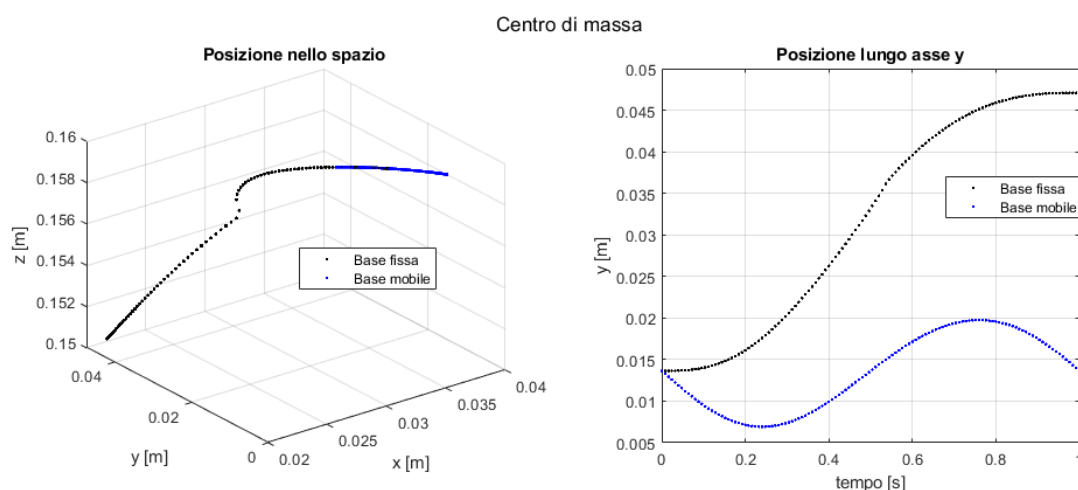 Centro di massa
Posizione nello spazio
0.16
0.158
0.156
0.154
0.152
0.15
z [m]
0.04
0.02
0
y [m]
0.02
0.025
0.03
0.035
0.04
x [m]
Base fissa
Base mobile
Posizione lungo asse y
0.05
0.045
0.04
0.035
0.03
0.025
0.02
0.015
0.01
0.005
y [m]
0
0.2
0.4
0.6
0.8
1
tempo [s]
Base fissa
Base mobile